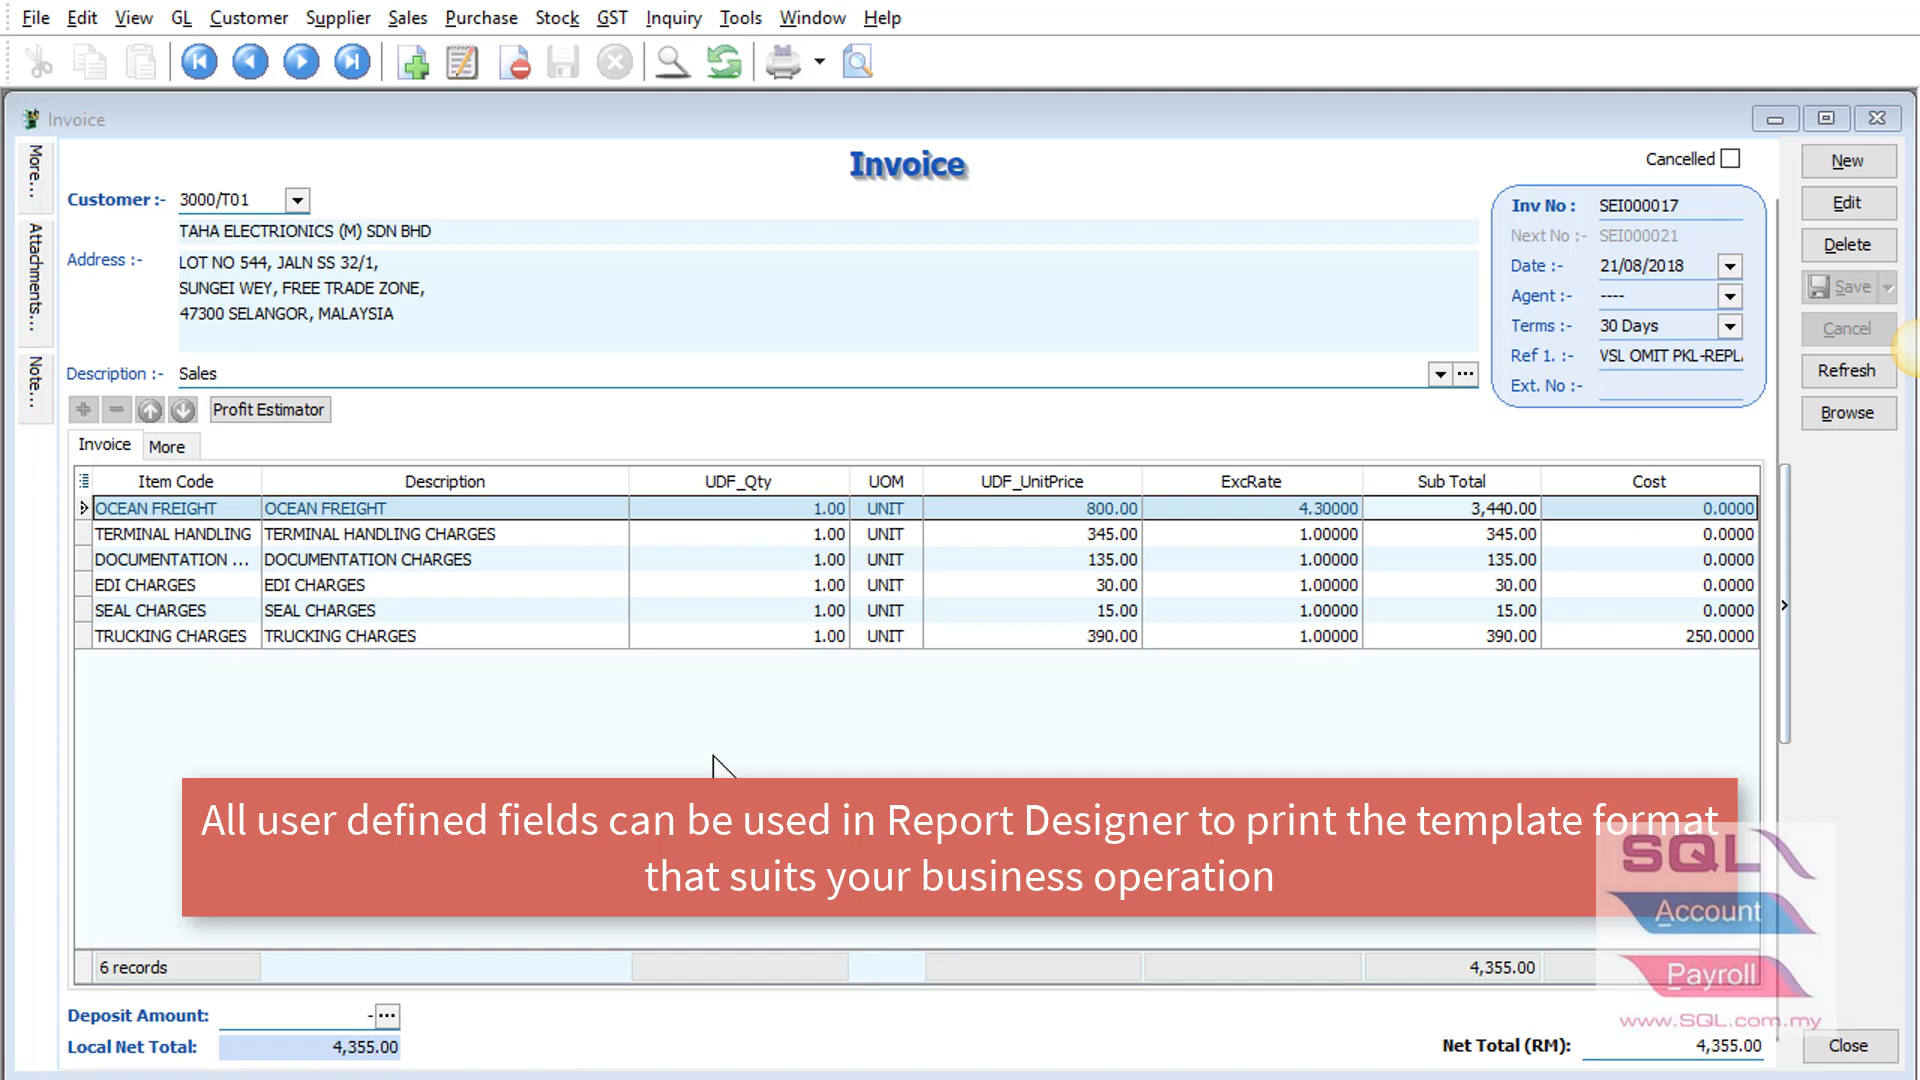 File Edit View GL Customer Supplier Sales Purchase Stock GST Inquiry Tools Window Help
Invoice
More...
Attachments...
Note...
Invoice
Cancelled
Customer :- 3000/T01
TAHA ELECTRIONICS (M) SDN BHD
Address :- LOT NO 544, JALN SS 32/1,
SUNGEI WEY, FREE TRADE ZONE,
47300 SELANGOR, MALAYSIA
Description :- Sales
Inv No : SEI000017
Next No :- SEI000021
Date :- 21/08/2018
Agent :- ----
Terms :- 30 Days
Ref 1. :- VSL OMIT PKL-REPL
Ext. No :-
New
Edit
Delete
Save
Cancel
Refresh
Browse
Profit Estimator
Invoice More
Item Code Description UDF_Qty UOM UDF_UnitPrice ExcRate Sub Total Cost
OCEAN FREIGHT OCEAN FREIGHT 1.00 UNIT 800.00 4.30000 3,440.00 0.0000
TERMINAL HANDLING TERMINAL HANDLING CHARGES 1.00 UNIT 345.00 1.00000 345.00 0.0000
DOCUMENTATION ... DOCUMENTATION CHARGES 1.00 UNIT 135.00 1.00000 135.00 0.0000
EDI CHARGES EDI CHARGES 1.00 UNIT 30.00 1.00000 30.00 0.0000
SEAL CHARGES SEAL CHARGES 1.00 UNIT 15.00 1.00000 15.00 0.0000
TRUCKING CHARGES TRUCKING CHARGES 1.00 UNIT 390.00 1.00000 390.00 250.0000
All user defined fields can be used in Report Designer to print the template format
that suits your business operation
SQL
Account
Payroll
www.SQL.com.my
6 records 4,355.00
Deposit Amount: -
Local Net Total: 4,355.00
Net Total (RM): 4,355.00
Close